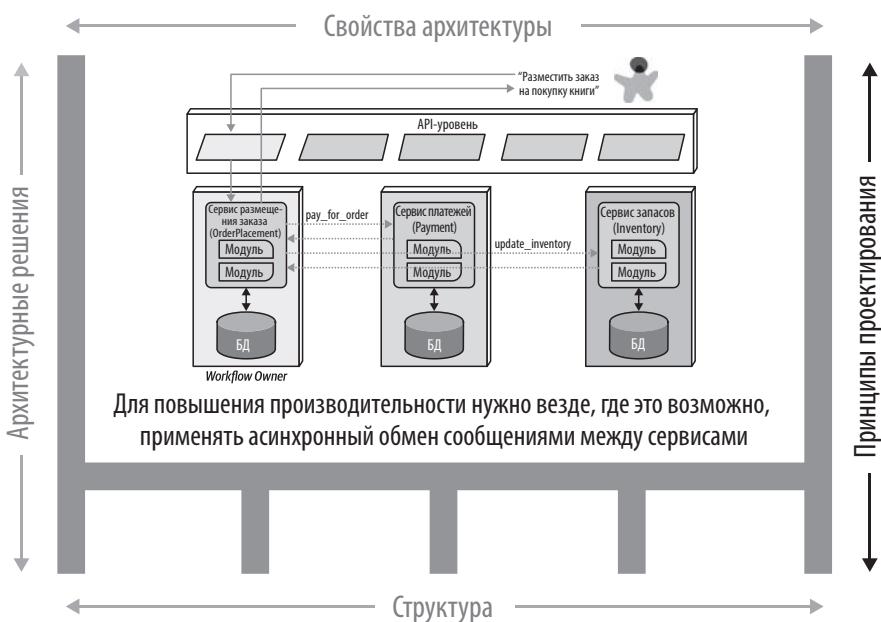 Свойства архитектуры
Архитектурные решения
"Разместить заказ
на покупку книги"
API-уровень
Сервис размеще-
ния заказа
(OrderPlacement)
Модуль
Модуль
БД
Workflow Owner
pay_for_order
Сервис платежей
(Payment)
Модуль
Модуль
БД
update_inventory
Сервис запасов
(Inventory)
Модуль
Модуль
БД
Для повышения производительности нужно везде, где это возможно,
применять асинхронный обмен сообщениями между сервисами
Принципы проектирования
Структура